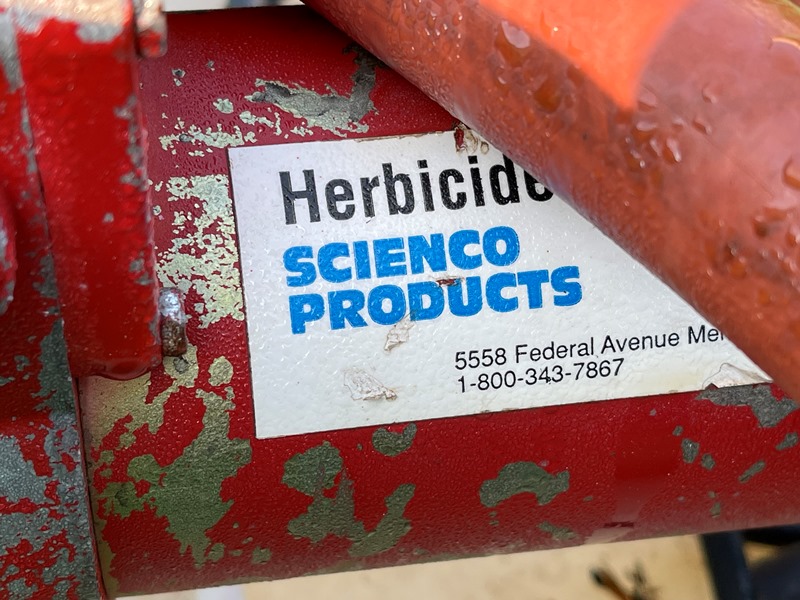 Herbicide
SCIENCO
PRODUCTS
5558 Federal Avenue
1-800-343-7867